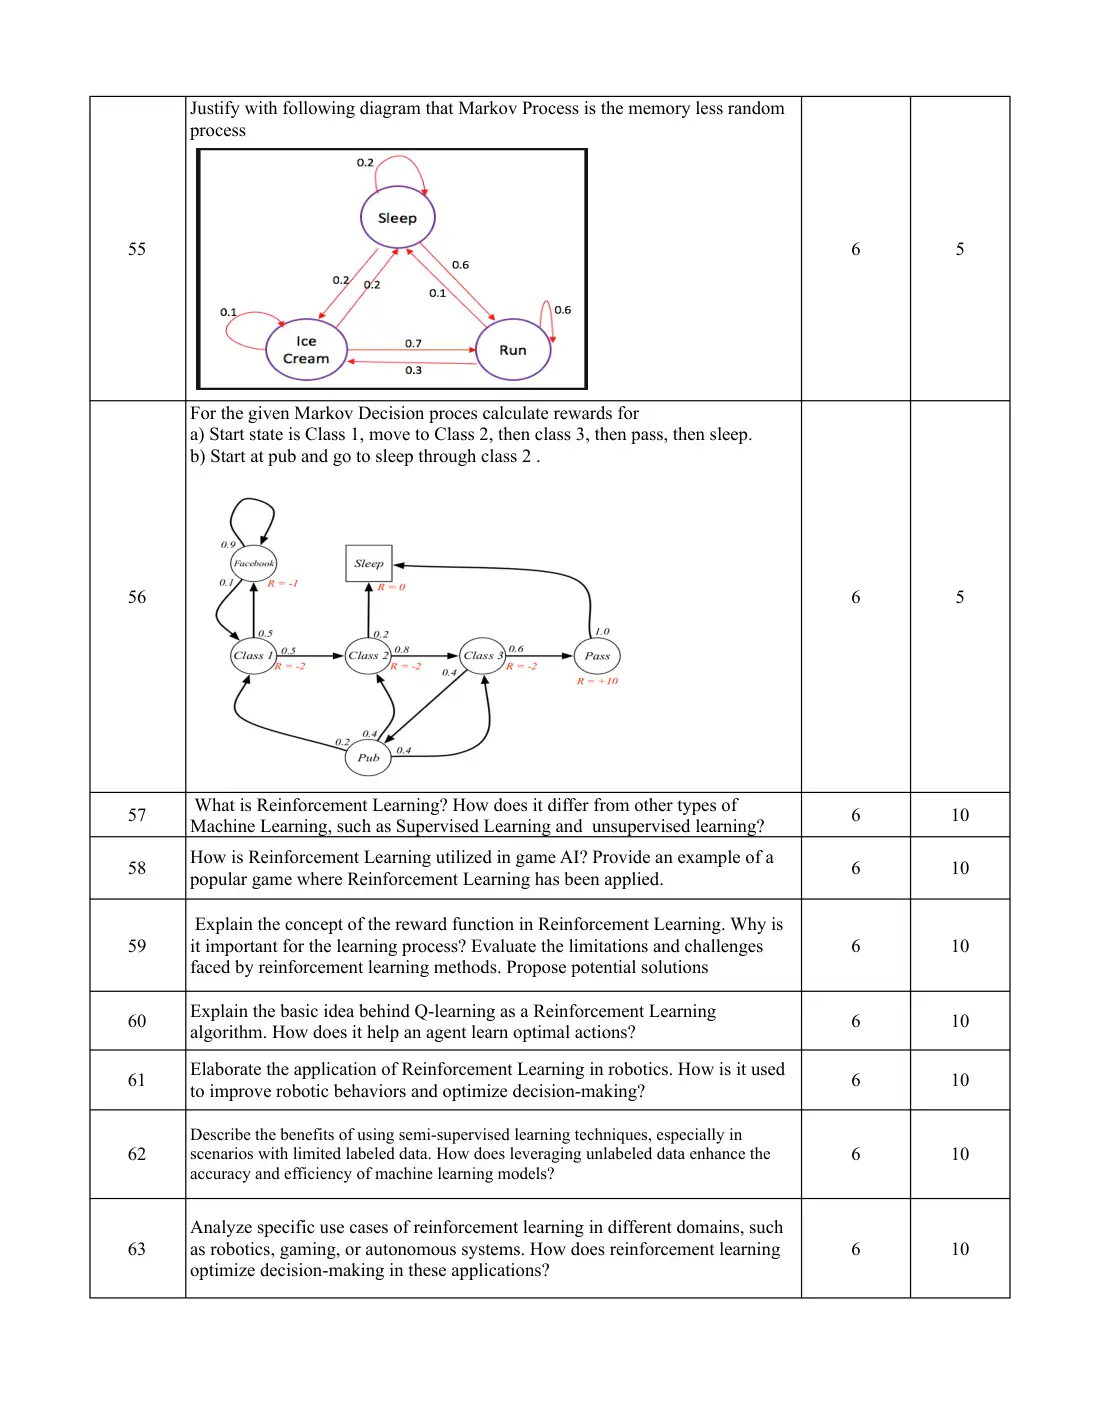 55
Justify with following diagram that Markov Process is the memory less random
process
0.2
Sleep
0.6
0.2
0.2
0.1
0.1
0.6
Ice
Cream
0.7
Run
0.3
6
5
56
For the given Markov Decision proces calculate rewards for
a) Start state is Class 1, move to Class 2, then class 3, then pass, then sleep.
b) Start at pub and go to sleep through class 2 .
0.9
Facebook
Sleep
0.1
R = -1
R = 0
0.5
0.2
1.0
Class 1
0.5
Class 2
0.8
Class 3
0.6
Pass
R = -2
R = -2
R = -2
0.4
R = +10
0.4
0.2
0.4
Pub
6
5
57
What is Reinforcement Learning? How does it differ from other types of
Machine Learning, such as Supervised Learning and  unsupervised learning?
6
10
58
How is Reinforcement Learning utilized in game AI? Provide an example of a
popular game where Reinforcement Learning has been applied.
6
10
59
Explain the concept of the reward function in Reinforcement Learning. Why is
it important for the learning process? Evaluate the limitations and challenges
faced by reinforcement learning methods. Propose potential solutions
6
10
60
Explain the basic idea behind Q-learning as a Reinforcement Learning
algorithm. How does it help an agent learn optimal actions?
6
10
61
Elaborate the application of Reinforcement Learning in robotics. How is it used
to improve robotic behaviors and optimize decision-making?
6
10
62
Describe the benefits of using semi-supervised learning techniques, especially in
scenarios with limited labeled data. How does leveraging unlabeled data enhance the
accuracy and efficiency of machine learning models?
6
10
63
Analyze specific use cases of reinforcement learning in different domains, such
as robotics, gaming, or autonomous systems. How does reinforcement learning
optimize decision-making in these applications?
6
10